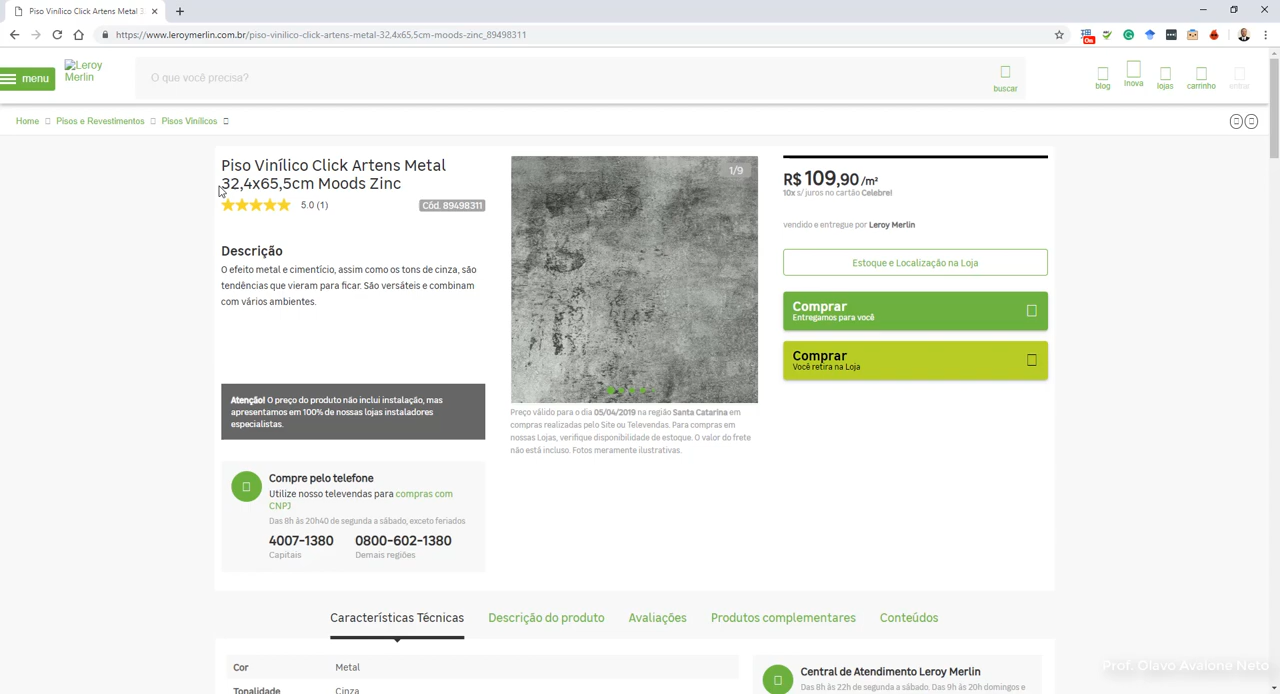 Piso Vinílico Click Artens Metal 3
https://www.leroymerlin.com.br/piso-vinilico-click-artens-metal-32,4x65,5cm-moods-zinc_89498311
On
menu
Leroy
Merlin
O que você precisa?
buscar
blog
Inova
lojas
carrinho
entrar
Home
Pisos e Revestimentos
Pisos Vinílicos
Piso Vinílico Click Artens Metal
32,4x65,5cm Moods Zinc
5.0 (1)
Cód. 89498311
Descrição
O efeito metal e cimentício, assim como os tons de cinza, são
tendências que vieram para ficar. São versáteis e combinam
com vários ambientes.
Atenção! O preço do produto não inclui instalação, mas
apresentamos em 100% de nossas lojas instaladores
especialistas.
Compre pelo telefone
Utilize nosso televendas para compras com
CNPJ
Das 8h às 20h40 de segunda a sábado, exceto feriados
4007-1380
0800-602-1380
Capitais
Demais regiões
1/9
Preço válido para o dia 05/04/2019 na região Santa Catarina em
compras realizadas pelo Site ou Televendas. Para compras em
nossas Lojas, verifique disponibilidade de estoque. O valor do frete
não está incluso. Fotos meramente ilustrativas.
R$ 109,90 /m²
10x s/ juros no cartão Celebre!
vendido e entregue por Leroy Merlin
Estoque e Localização na Loja
Comprar
Entregamos para você
Comprar
Você retira na Loja
Características Técnicas
Descrição do produto
Avaliações
Produtos complementares
Conteúdos
Cor
Metal
Tonalidade
Cinza
Central de Atendimento Leroy Merlin
Das 8h às 22h de segunda a sábado. Das 9h às 20h domingos e
Prof. Olavo Avalone Neto